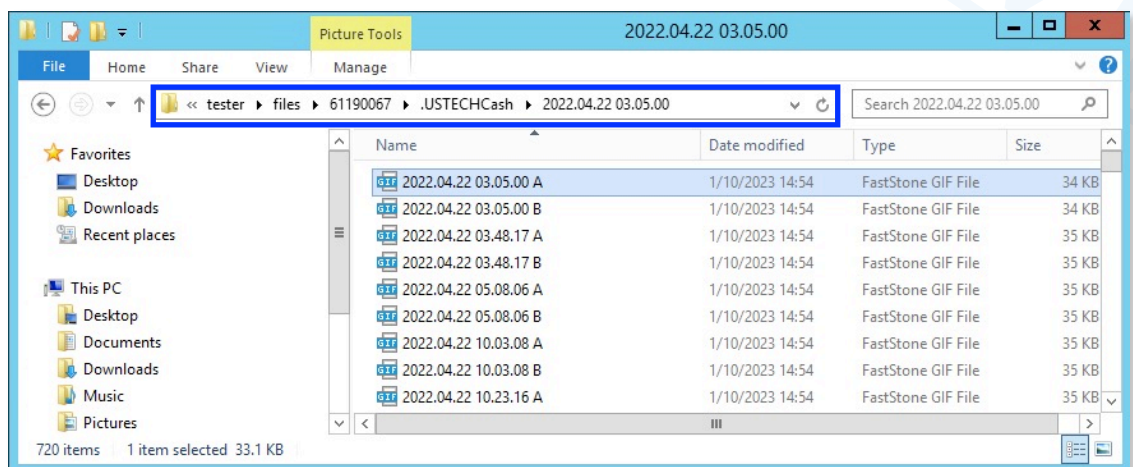 Picture Tools 2022.04.22 03.05.00 x
File Home Share View Manage ?
« tester files 61190067 .USTECHCash 2022.04.22 03.05.00 Search 2022.04.22 03.05.00
Name Date modified Type Size
Favorites
Desktop
Downloads
Recent places
This PC
Desktop
Documents
Downloads
Music
Pictures
GIF 2022.04.22 03.05.00 A 1/10/2023 14:54 FastStone GIF File 34 KB
GIF 2022.04.22 03.05.00 B 1/10/2023 14:54 FastStone GIF File 34 KB
GIF 2022.04.22 03.48.17 A 1/10/2023 14:54 FastStone GIF File 35 KB
GIF 2022.04.22 03.48.17 B 1/10/2023 14:54 FastStone GIF File 35 KB
GIF 2022.04.22 05.08.06 A 1/10/2023 14:54 FastStone GIF File 35 KB
GIF 2022.04.22 05.08.06 B 1/10/2023 14:54 FastStone GIF File 35 KB
GIF 2022.04.22 10.03.08 A 1/10/2023 14:54 FastStone GIF File 35 KB
GIF 2022.04.22 10.03.08 B 1/10/2023 14:54 FastStone GIF File 35 KB
GIF 2022.04.22 10.23.16 A 1/10/2023 14:54 FastStone GIF File 35 KB
720 items 1 item selected 33.1 KB